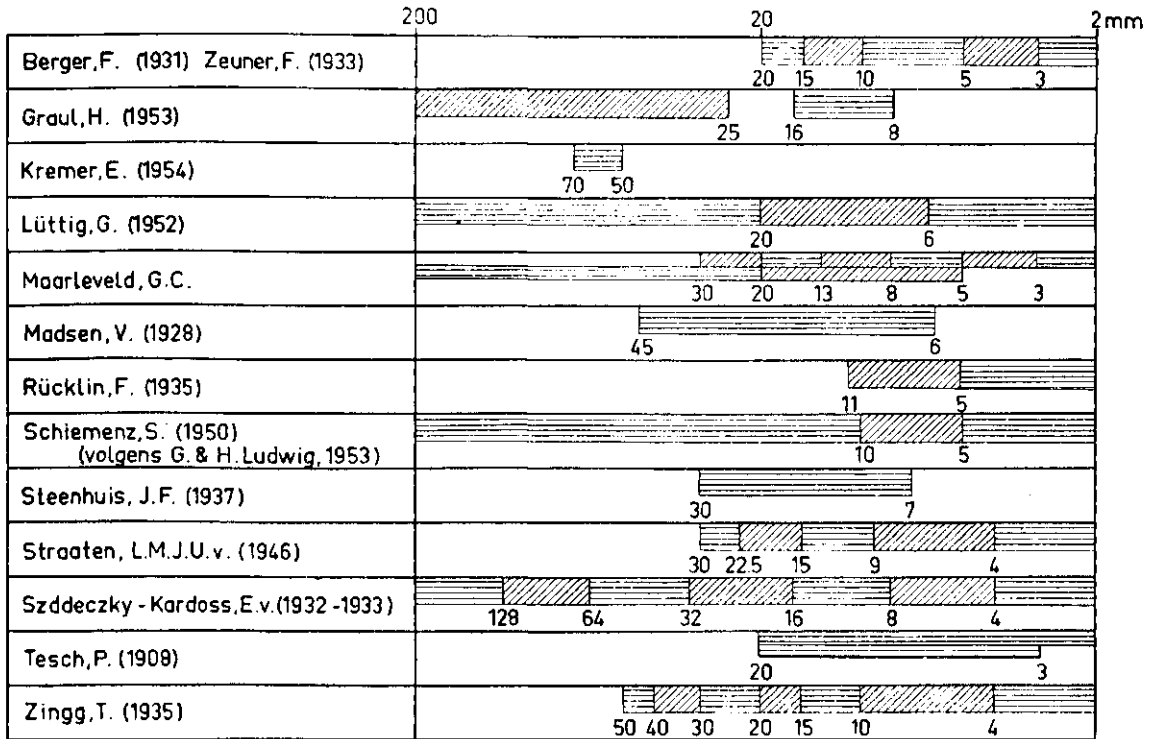 200 20 2mm
Berger,F. (1931) Zeuner,F. (1933)
20 15 10 5 3
Graul,H. (1953)
25 16 8
Kremer,E. (1954)
70 50
Lüttig,G. (1952)
20 6
Maarleveld,G.C.
30 20 13 8 5 3
Madsen,V. (1928)
45 6
Rücklin,F. (1935)
11 5
Schiemenz,S. (1950)
(volgens G.& H.Ludwig,1953)
10 5
Steenhuis,J.F. (1937)
30 7
Straaten, L.M.J.U.v. (1946)
30 22.5 15 9 4
Szddeczky-Kardoss,E.v.(1932-1933)
128 64 32 16 8 4
Tesch,P. (1908)
20 3
Zingg,T. (1935)
50 40 30 20 15 10 4